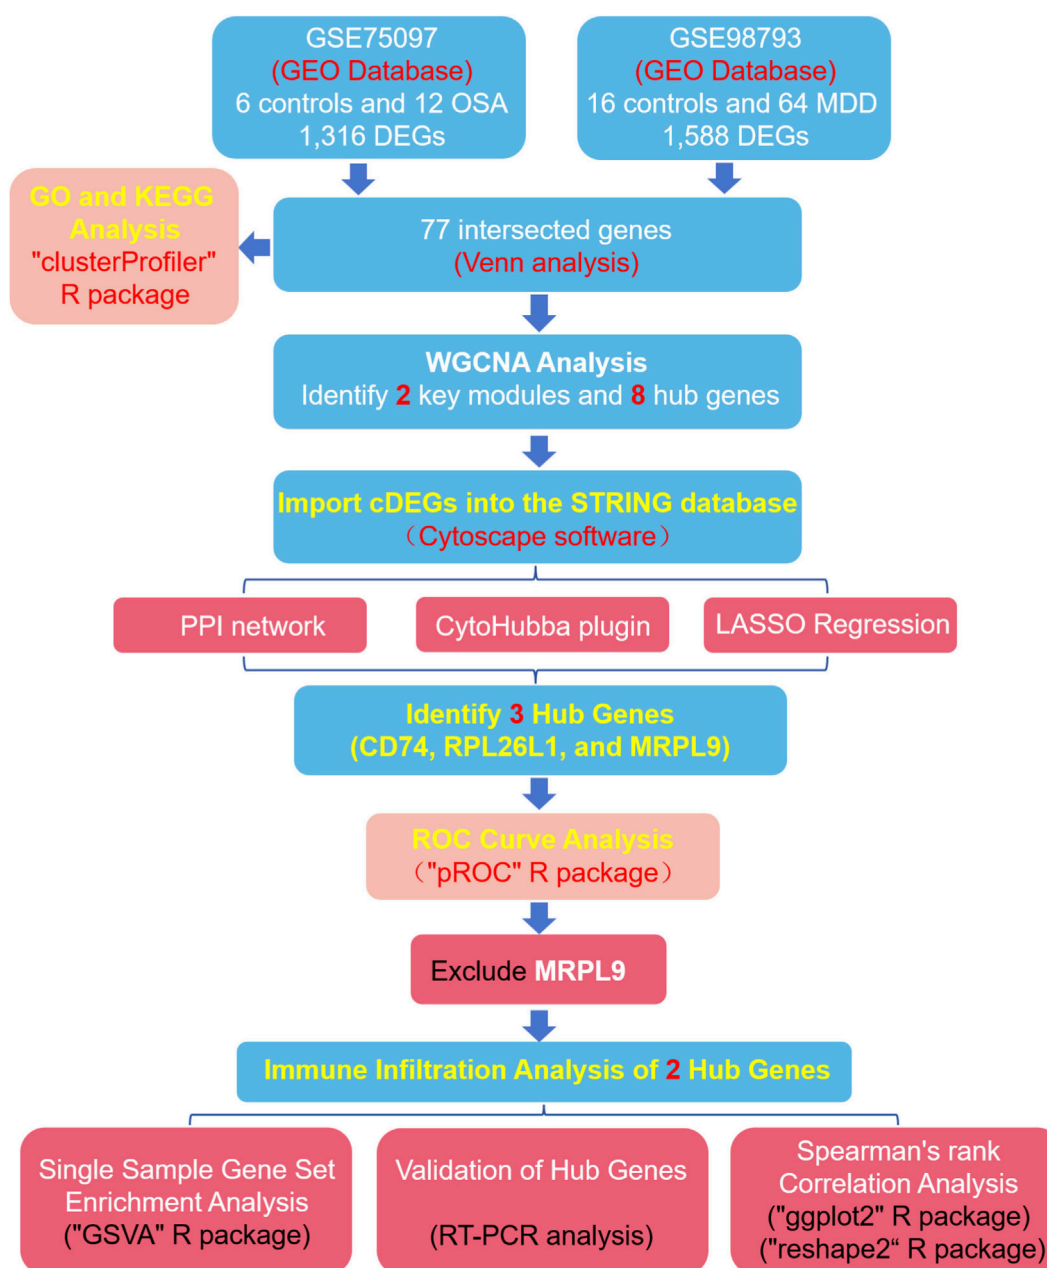 GSE75097
(GEO Database)
6 controls and 12 OSA
1,316 DEGs
GSE98793
(GEO Database)
16 controls and 64 MDD
1,588 DEGs
GO and KEGG
Analysis
"clusterProfiler"
R package
77 intersected genes
(Venn analysis)
WGCNA Analysis
Identify 2 key modules and 8 hub genes
Import cDEGs into the STRING database
（Cytoscape software）
PPI network
CytoHubba plugin
LASSO Regression
Identify 3 Hub Genes
(CD74, RPL26L1, and MRPL9)
ROC Curve Analysis
（"pROC" R package）
Exclude MRPL9
Immune Infiltration Analysis of 2 Hub Genes
Single Sample Gene Set
Enrichment Analysis
("GSVA" R package)
Validation of Hub Genes
(RT-PCR analysis)
Spearman's rank
Correlation Analysis
("ggplot2" R package)
("reshape2“ R package)